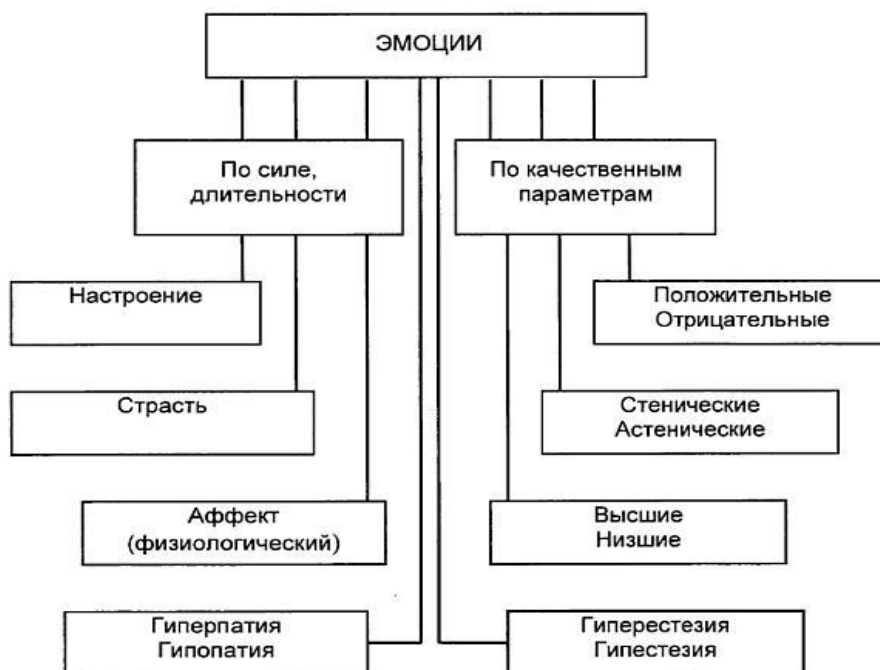 ЭМОЦИИ
По силе,
длительности
По качественным
параметрам
Настроение
Положительные
Отрицательные
Страсть
Стенические
Астенические
Аффект
(физиологический)
Высшие
Низшие
Гиперпатия
Гипопатия
Гиперестезия
Гипестезия